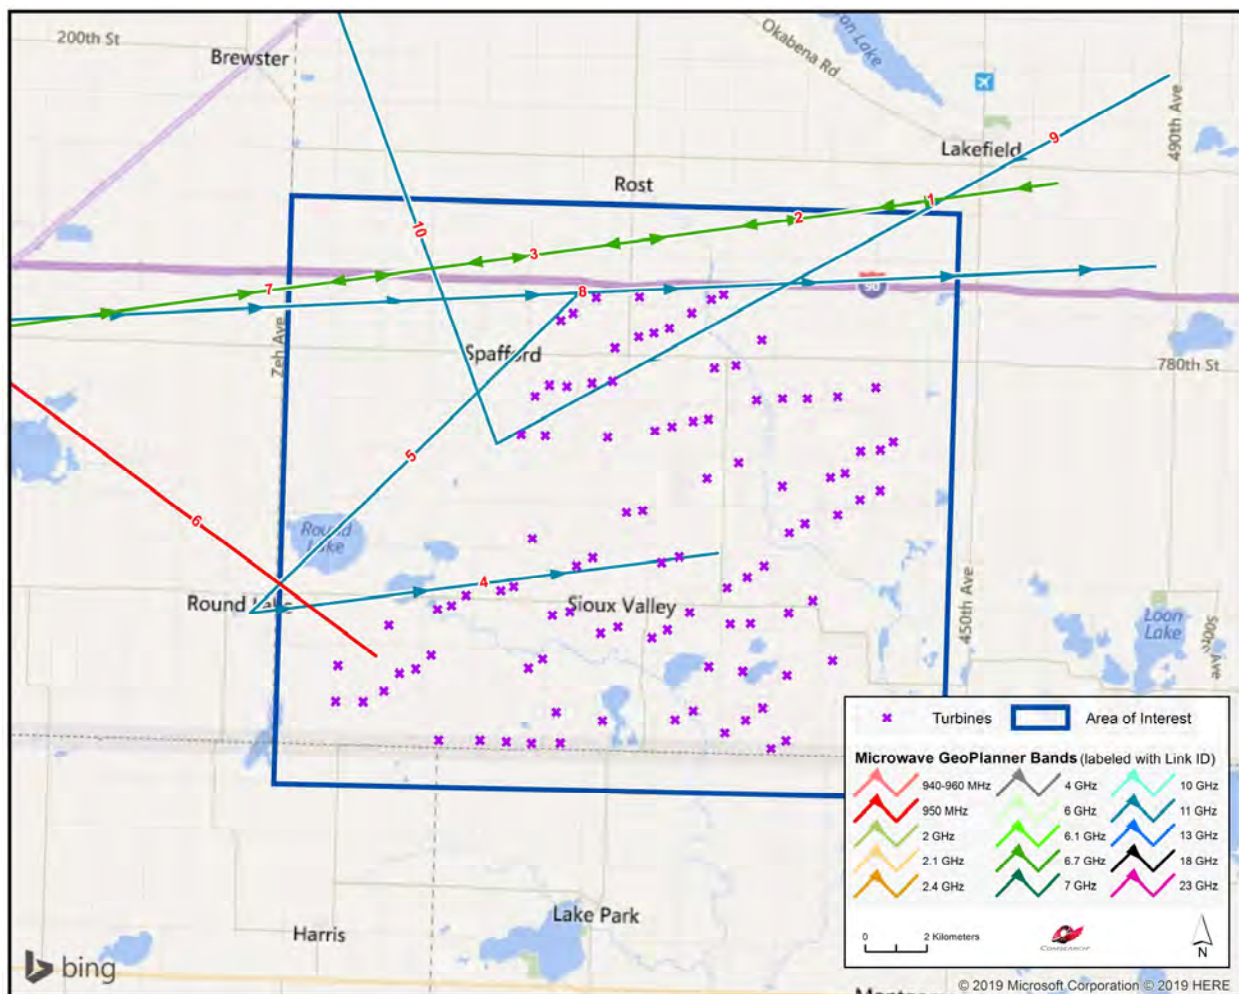 200th St
Brewster
Okabena Rd
on Lake
490th Ave
Lakefield
9
Rost
1
2
10
3
7
8
90
Zeh Ave
Spafford
780th St
5
6
Round
Lake
4
Round Lake
Sioux Valley
450th Ave
Loon
Lake
500th Ave
Turbines
Area of Interest
Microwave GeoPlanner Bands (labeled with Link ID)
940-960 MHz
4 GHz
10 GHz
950 MHz
6 GHz
11 GHz
2 GHz
6.1 GHz
13 GHz
2.1 GHz
6.7 GHz
18 GHz
2.4 GHz
7 GHz
23 GHz
Lake Park
Harris
0
2 Kilometers
COMSEARCH
N
bing
© 2019 Microsoft Corporation © 2019 HERE